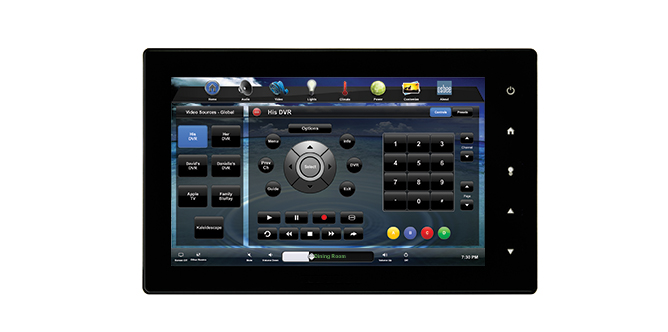 Home Audio Video Lights Climate Power Customize About
osbee
Video Sources - Global
His DVR
Controls Presets
His
DVR
Her
DVR
David's
DVR
Danielle's
DVR
Apple
TV
Family
BluRay
Kaleidescape
Options
Menu
Info
Prev
Ch
Select
DVR
Guide
Exit
1 2 3
4 5 6
7 8 9
* 0 #
Channel
Page
A B C D
Dining Room
7:30 PM